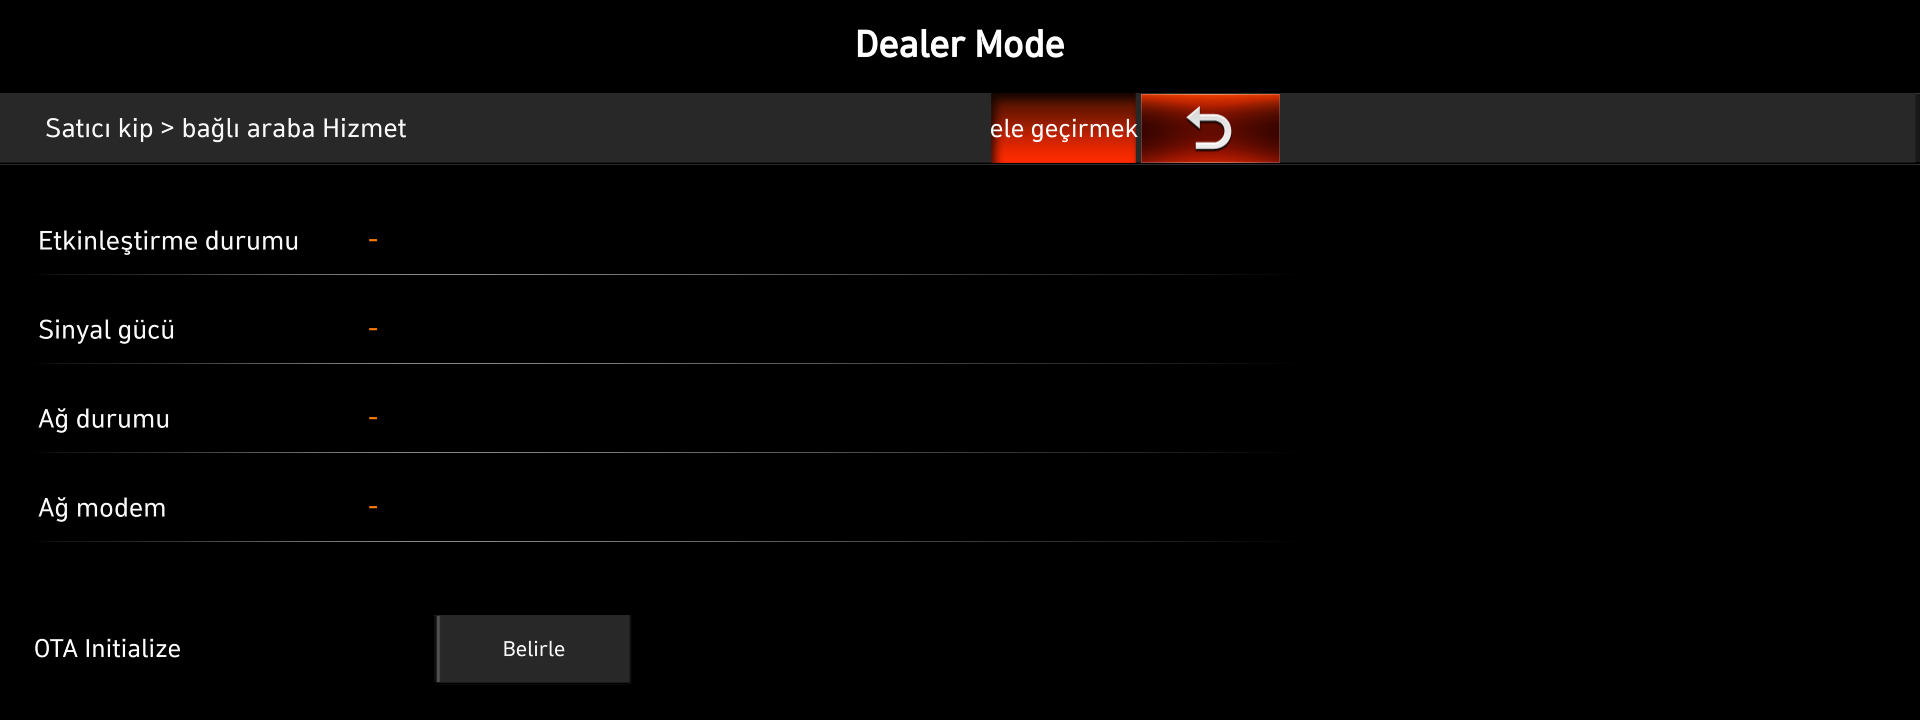 Dealer Mode
Satıcı kip > bağlı araba Hizmet
ele geçirmek
Etkinleştirme durumu -
Sinyal gücü -
Ağ durumu -
Ağ modem -
OTA Initialize Belirle